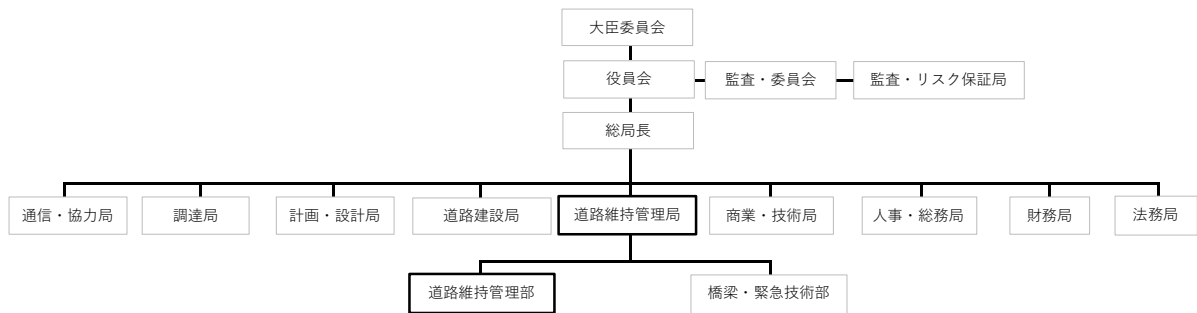 大臣委員会
役員会
監査・委員会
監査・リスク保証局
総局長
通信・協力局
調達局
計画・設計局
道路建設局
道路維持管理局
商業・技術局
人事・総務局
財務局
法務局
道路維持管理部
橋梁・緊急技術部